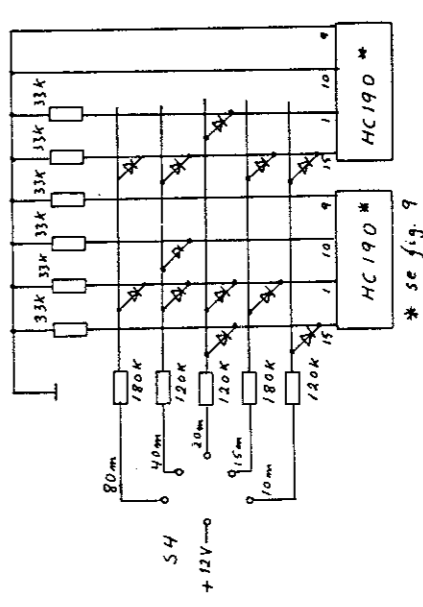 33K
33K
33K
33K
33K
33K
9
10
1
15
HC190 *
9
10
1
15
HC190 *
* se fig. 9
180K
120K
120K
180K
120K
80m
40m
20m
15m
10m
S4
+12V